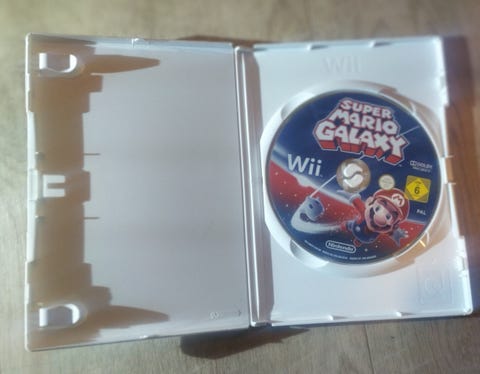 Wii
SUPER
MARIO
GALAXY
Wii
DOLBY
6
PAL
Nintendo